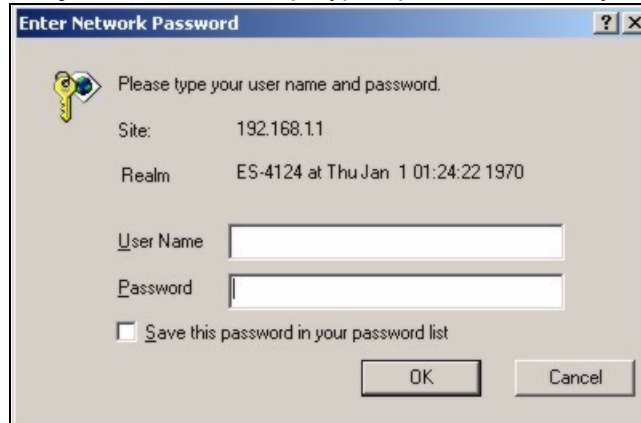 Enter Network Password
Please type your user name and password.
Site: 192.168.1.1
Realm ES-4124 at Thu Jan 1 01:24:22 1970
User Name
Password
Save this password in your password list
OK Cancel